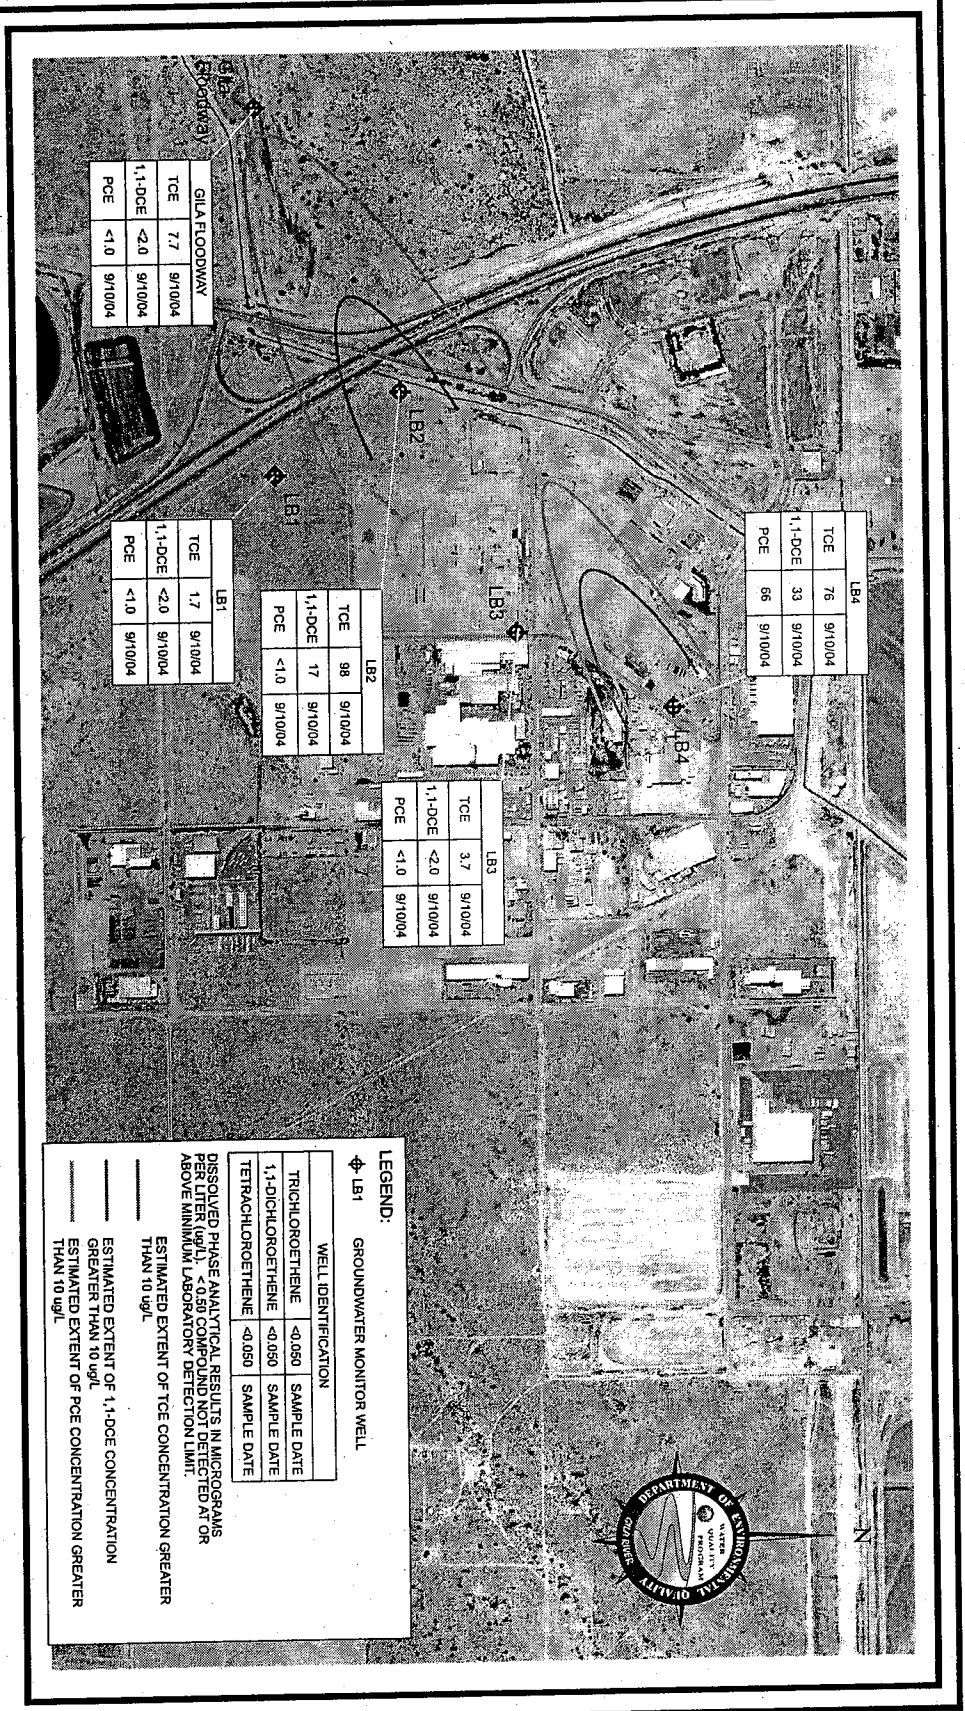 Gila
Floodway
GILA FLOODWAY
TCE 7.7 9/10/04
1,1-DCE <2.0 9/10/04
PCE <1.0 9/10/04
LB4
TCE 76 9/10/04
1,1-DCE 33 9/10/04
PCE 66 9/10/04
LB2
LB1
LB3
LB4
LB1
TCE 1.7 9/10/04
1,1-DCE <2.0 9/10/04
PCE <1.0 9/10/04
LB2
TCE 98 9/10/04
1,1-DCE 17 9/10/04
PCE <1.0 9/10/04
LB3
TCE 3.7 9/10/04
1,1-DCE <2.0 9/10/04
PCE <1.0 9/10/04
N
DEPARTMENT OF ENVIRONMENTAL QUALITY
WATER
QUALITY
PROGRAM
GILA RIVER
LEGEND:
LB1 GROUNDWATER MONITOR WELL
WELL IDENTIFICATION
TRICHLOROETHENE <0.050 SAMPLE DATE
1,1-DICHLOROETHENE <0.050 SAMPLE DATE
TETRACHLOROETHENE <0.050 SAMPLE DATE
DISSOLVED PHASE ANALYTICAL RESULTS IN MICROGRAMS
PER LITER (ug/L). <0.50 COMPOUND NOT DETECTED AT OR
ABOVE MINIMUM LABORATORY DETECTION LIMIT.
ESTIMATED EXTENT OF TCE CONCENTRATION GREATER
THAN 10 ug/L
ESTIMATED EXTENT OF 1,1-DCE CONCENTRATION
GREATER THAN 10 ug/L
ESTIMATED EXTENT OF PCE CONCENTRATION GREATER
THAN 10 ug/L